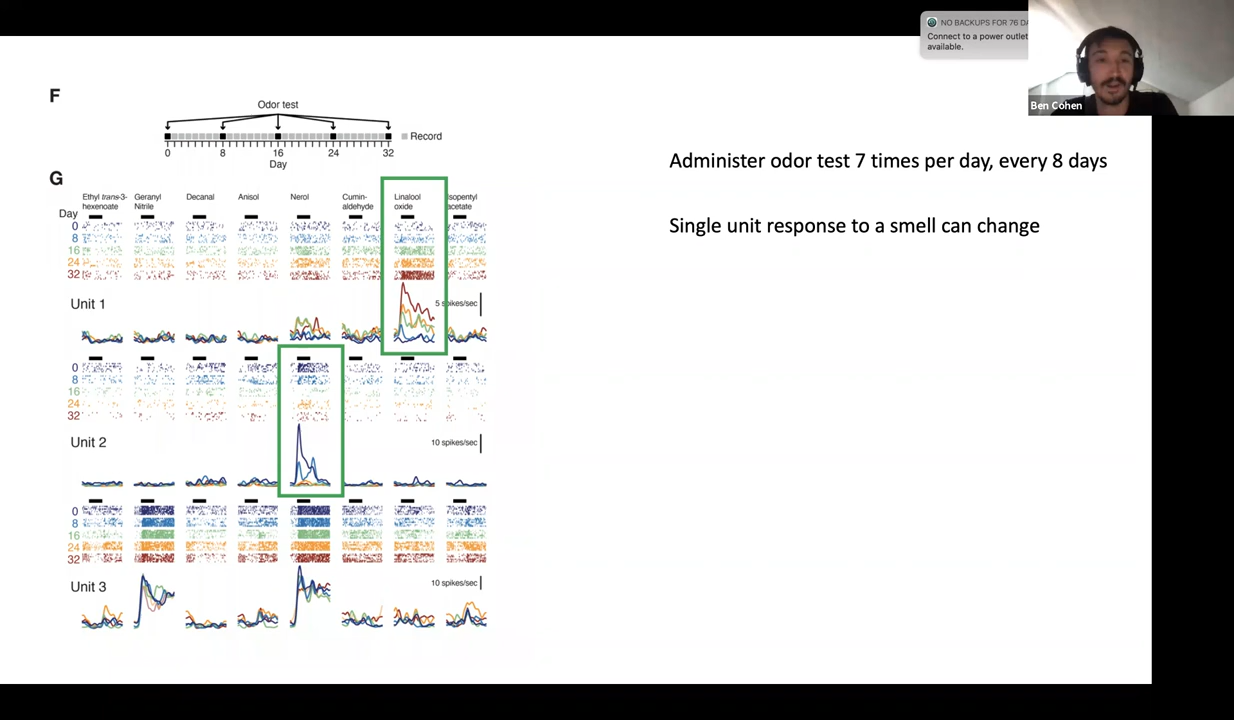 NO BACKUPS FOR 76 DA
Connect to a power outlet
available.
Ben Cohen
F
Odor test
Record
0 8 16 24 32
Day
G
Ethyl trans-3-
hexenoate
Geranyl
Nitrile
Decanal
Anisol
Nerol
Cumin-
aldehyde
Linalool
oxide
Isopentyl
acetate
Day
0
8
16
24
32
Unit 1
5 spikes/sec
0
8
16
24
32
Unit 2
10 spikes/sec
0
8
16
24
32
Unit 3
10 spikes/sec
Administer odor test 7 times per day, every 8 days
Single unit response to a smell can change